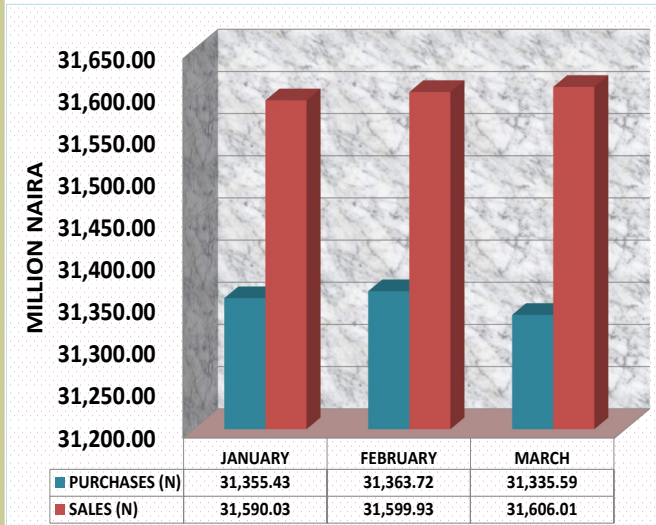 MILLION NAIRA
31,650.00
31,600.00
31,550.00
31,500.00
31,450.00
31,400.00
31,350.00
31,300.00
31,250.00
31,200.00
JANUARY FEBRUARY MARCH
PURCHASES (N) 31,355.43 31,363.72 31,335.59
SALES (N) 31,590.03 31,599.93 31,606.01